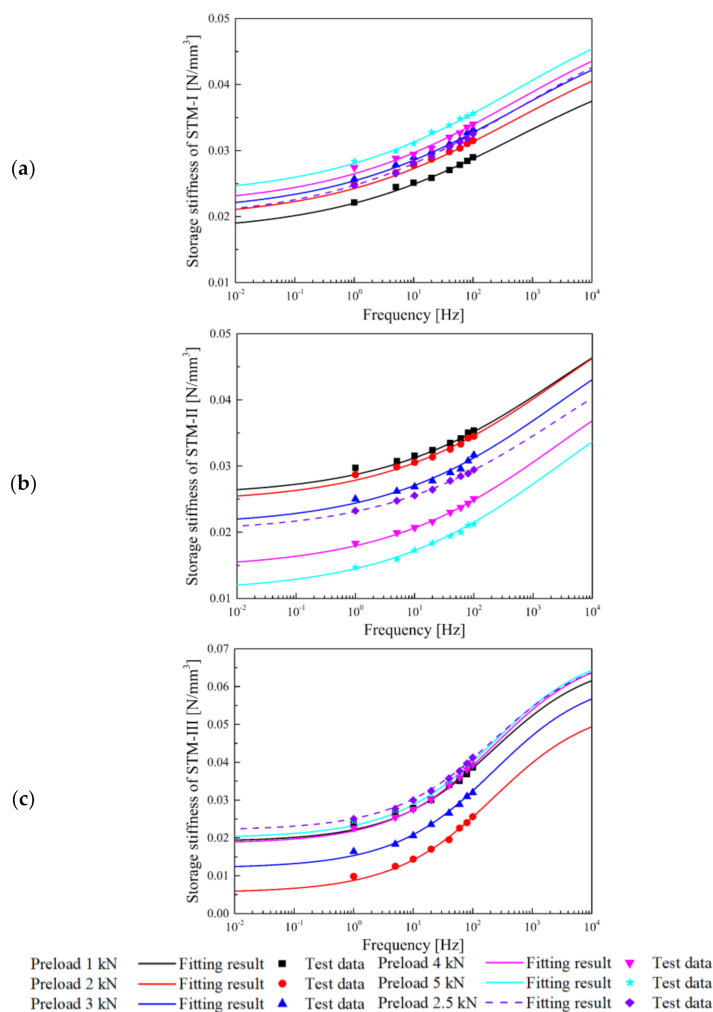 (a)
Storage stiffness of STM-I [N/mm³]
0.05
0.04
0.03
0.02
0.01
10⁻² 10⁻¹ 10⁰ 10¹ 10² 10³ 10⁴
Frequency [Hz]
(b)
Storage stiffness of STM-II [N/mm³]
0.05
0.04
0.03
0.02
0.01
10⁻² 10⁻¹ 10⁰ 10¹ 10² 10³ 10⁴
Frequency [Hz]
(c)
Storage stiffness of STM-III [N/mm³]
0.07
0.06
0.05
0.04
0.03
0.02
0.01
0.00
10⁻² 10⁻¹ 10⁰ 10¹ 10² 10³ 10⁴
Frequency [Hz]
Preload 1 kN Fitting result Test data Preload 4 kN Fitting result Test data
Preload 2 kN Fitting result Test data Preload 5 kN Fitting result Test data
Preload 3 kN Fitting result Test data Preload 2.5 kN Fitting result Test data